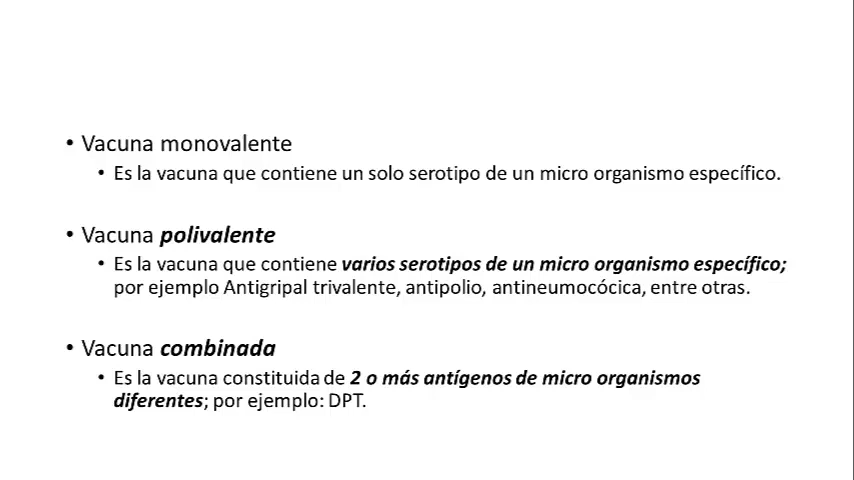 • Vacuna monovalente
• Es la vacuna que contiene un solo serotipo de un micro organismo específico.
• Vacuna polivalente
• Es la vacuna que contiene varios serotipos de un micro organismo específico;
por ejemplo Antigripal trivalente, antipolio, antineumocócica, entre otras.
• Vacuna combinada
• Es la vacuna constituida de 2 o más antígenos de micro organismos
diferentes; por ejemplo: DPT.